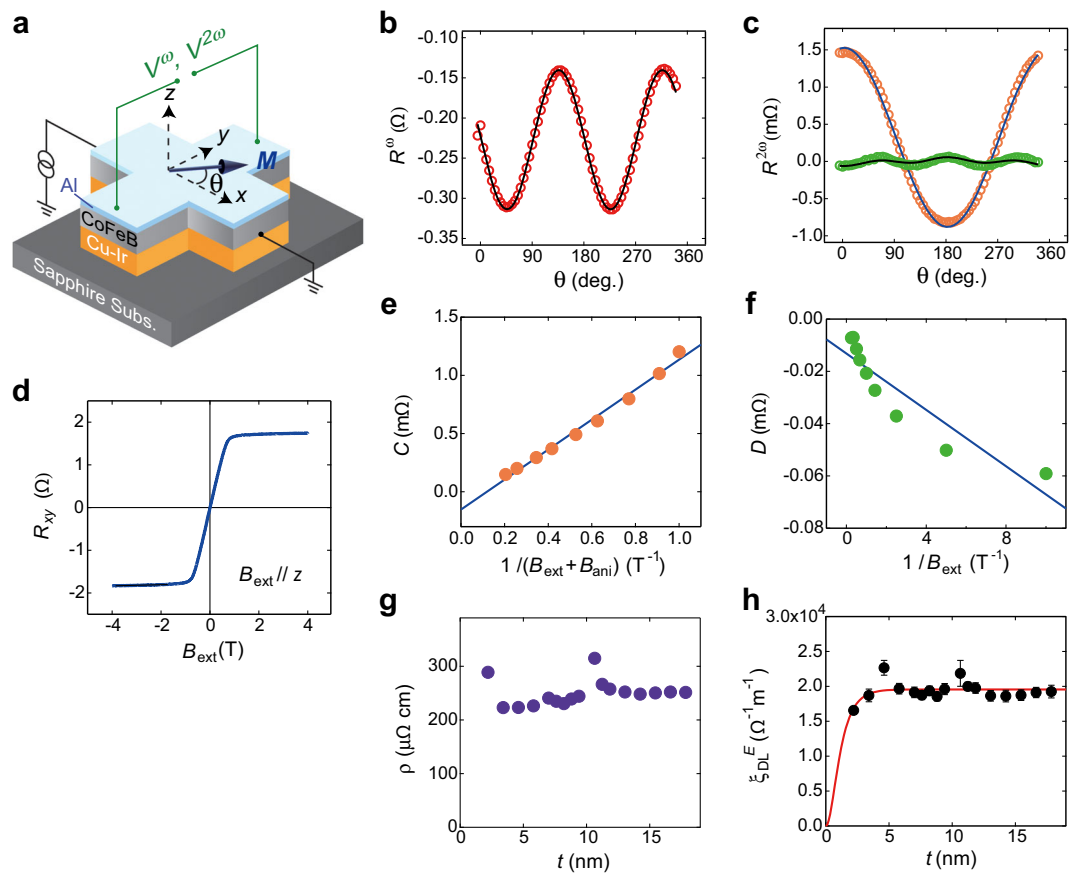 a
V^ω, V^2ω
z
y
M
θ
x
Al
CoFeB
Cu-Ir
Sapphire Subs.
b
-0.10
-0.15
-0.20
-0.25
-0.30
-0.35
R^ω (Ω)
0 90 180 270 360
θ (deg.)
c
1.5
1.0
0.5
0.0
-0.5
-1.0
R^2ω (mΩ)
0 90 180 270 360
θ (deg.)
d
2
1
0
-1
-2
R_xy (Ω)
B_ext // z
-4 -2 0 2 4
B_ext(T)
e
1.5
1.0
0.5
0.0
C (mΩ)
0.0 0.2 0.4 0.6 0.8 1.0
1/(B_ext+B_ani) (T^-1)
f
0.00
-0.02
-0.04
-0.06
-0.08
D (mΩ)
0 5 10
1/B_ext (T^-1)
g
300
200
100
0
ρ (μΩ cm)
0 5 10 15
t (nm)
h
3.0x10^4
2.5
2.0
1.5
1.0
0.5
0.0
ξ_DL^E (Ω^-1m^-1)
0 5 10 15
t (nm)